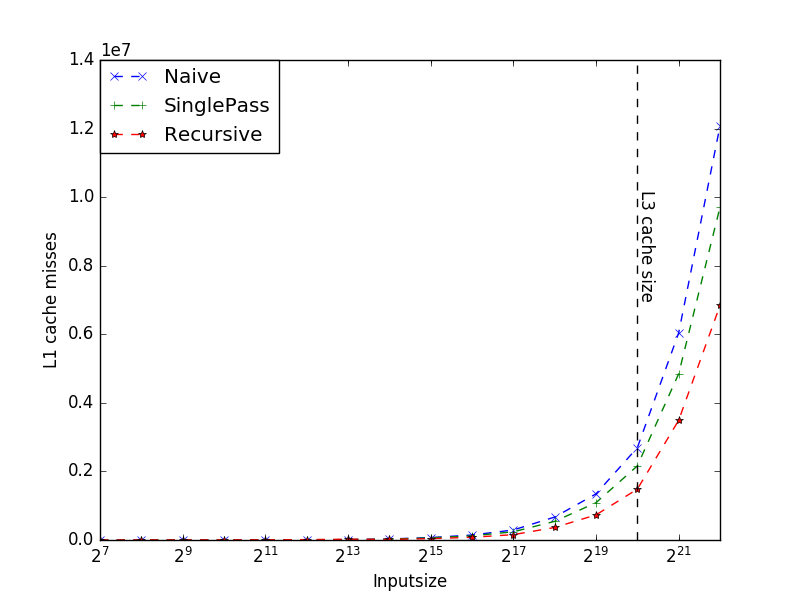 1e7
1.4
1.2
1.0
0.8
0.6
0.4
0.2
0.0
L1 cache misses
Naive
SinglePass
Recursive
L3 cache size
2^7 2^9 2^11 2^13 2^15 2^17 2^19 2^21
Inputsize